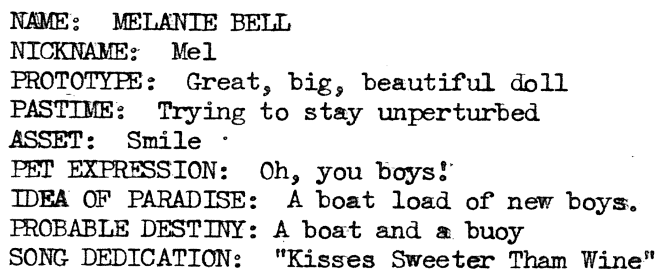 NAME: MELANIE BELL
NICKNAME: Mel
PROTOTYPE: Great, big, beautiful doll
PASTIME: Trying to stay unperturbed
ASSET: Smile
PET EXPRESSION: Oh, you boys!
IDEA OF PARADISE: A boat load of new boys.
PROBABLE DESTINY: A boat and a buoy
SONG DEDICATION: "Kisses Sweeter Tham Wine"